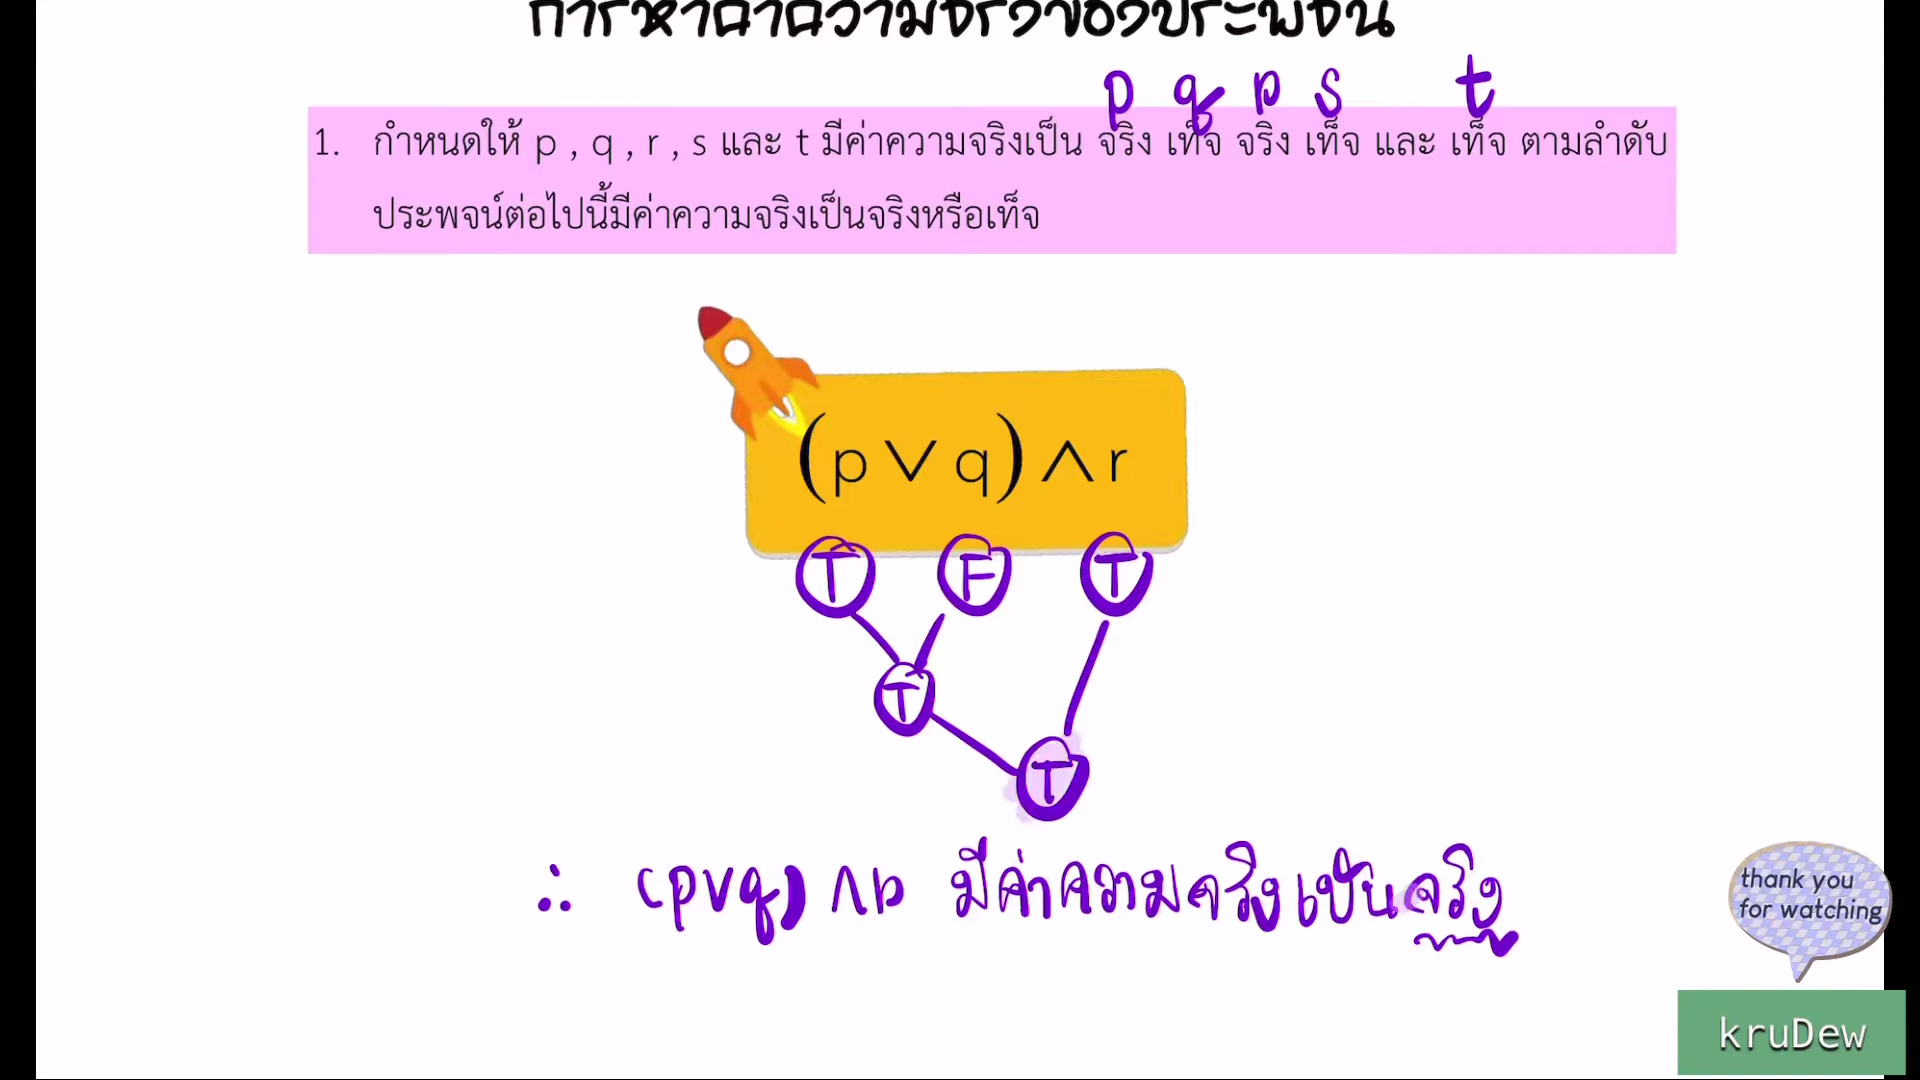 การหาค่าความจริงของประพจน์
p q r s t
1. กำหนดให้ p , q , r , s และ t มีค่าความจริงเป็น จริง เท็จ จริง เท็จ และ เท็จ ตามลำดับ
ประพจน์ต่อไปนี้มีค่าความจริงเป็นจริงหรือเท็จ
(p ∨ q) ∧ r
T F T
T
T
∴ (p∨q) ∧ r มีค่าความจริงเป็นจริง
thank you
for watching
kruDew